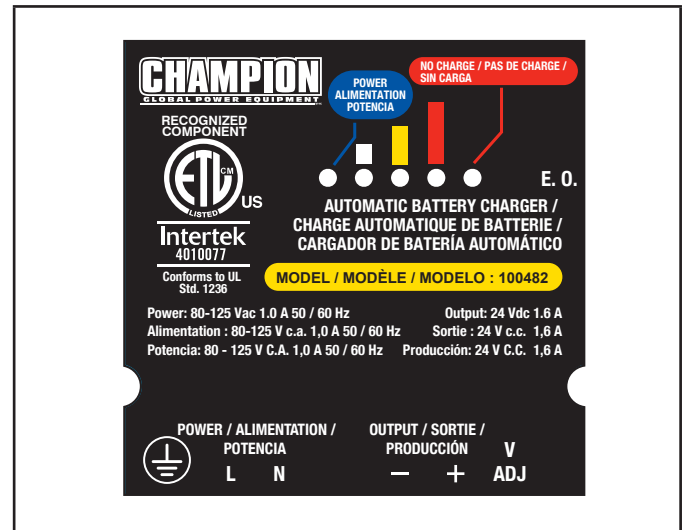 CHAMPION
GLOBAL POWER EQUIPMENT
RECOGNIZED
COMPONENT
ETL
CM
LISTED
US
Intertek
4010077
Conforms to UL
Std. 1236
POWER
ALIMENTATION
POTENCIA
NO CHARGE / PAS DE CHARGE /
SIN CARGA
E. O.
AUTOMATIC BATTERY CHARGER /
CHARGE AUTOMATIQUE DE BATTERIE /
CARGADOR DE BATERÍA AUTOMÁTICO
MODEL / MODÈLE / MODELO : 100482
Power: 80-125 Vac 1.0 A 50 / 60 Hz Output: 24 Vdc 1.6 A
Alimentation : 80-125 V c.a. 1,0 A 50 / 60 Hz Sortie : 24 V c.c. 1,6 A
Potencia: 80 - 125 V C.A. 1,0 A 50 / 60 Hz Producción: 24 V C.C. 1,6 A
POWER / ALIMENTATION /
POTENCIA
L N
OUTPUT / SORTIE /
PRODUCCIÓN
− +
V
ADJ